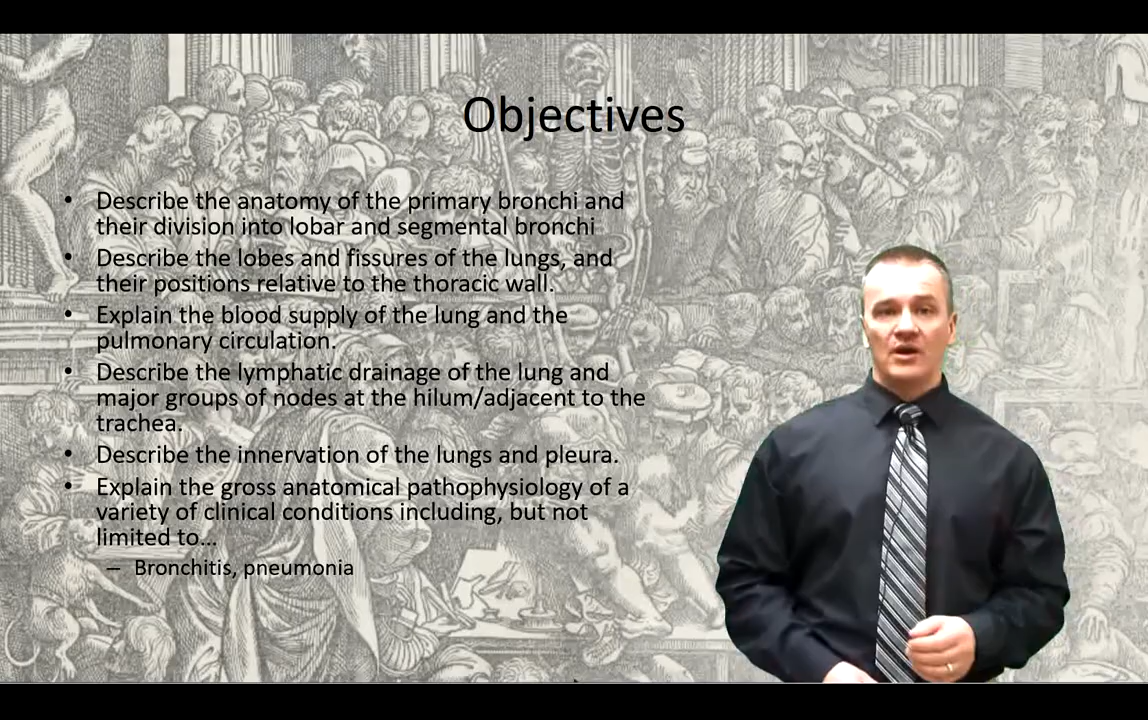 Objectives
• Describe the anatomy of the primary bronchi and
their division into lobar and segmental bronchi
• Describe the lobes and fissures of the lungs, and
their positions relative to the thoracic wall.
• Explain the blood supply of the lung and the
pulmonary circulation.
• Describe the lymphatic drainage of the lung and
major groups of nodes at the hilum/adjacent to the
trachea.
• Describe the innervation of the lungs and pleura.
• Explain the gross anatomical pathophysiology of a
variety of clinical conditions including, but not
limited to...
– Bronchitis, pneumonia